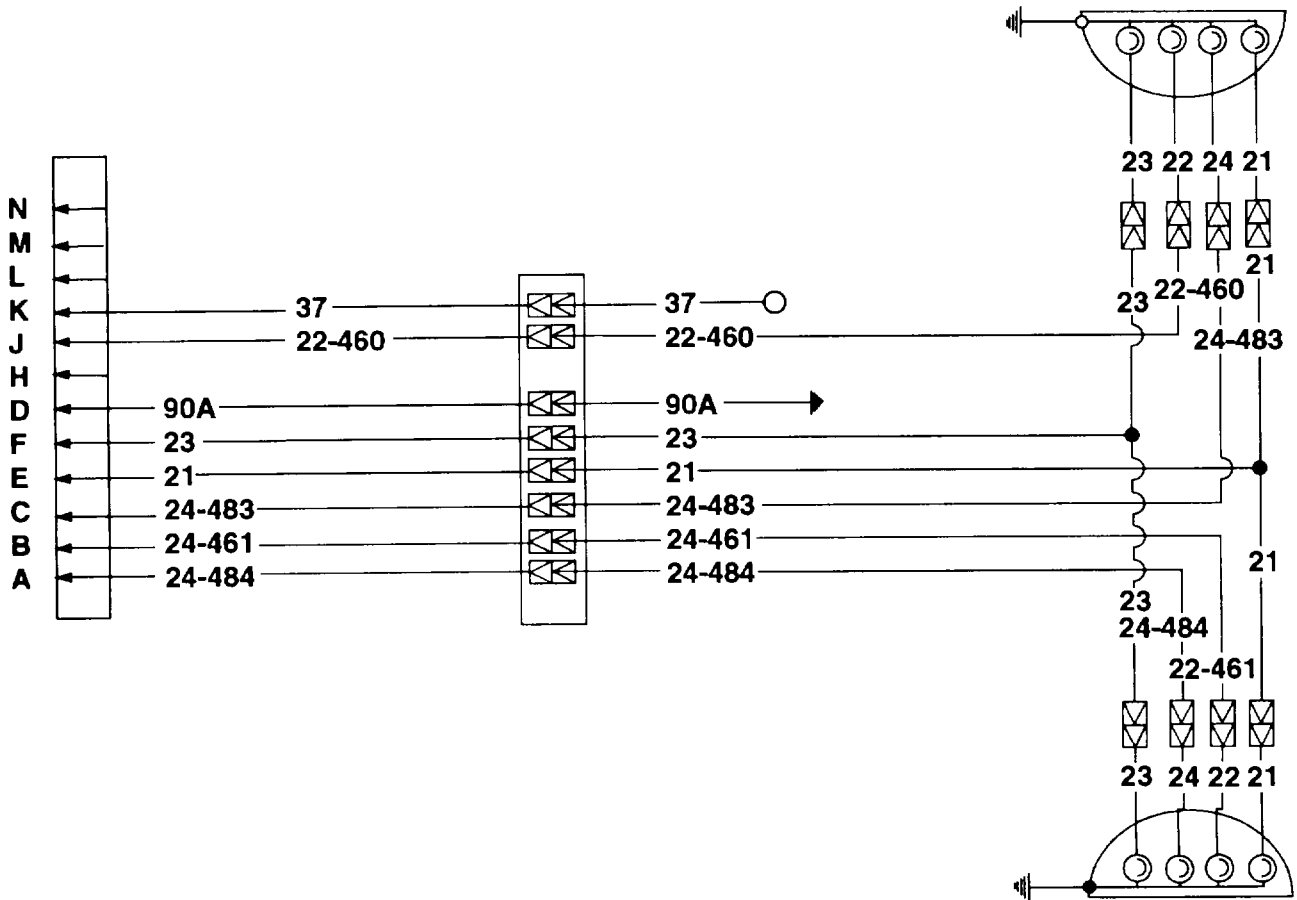 23 22 24 21
N
M
L
21
22-460
23
K 37 37
J 22-460 22-460 24-483
H
D 90A 90A
F 23 23
E 21 21
C 24-483 24-483
B 24-461 24-461
21
A 24-484 24-484
23
24-484
22-461
23 24 22 21